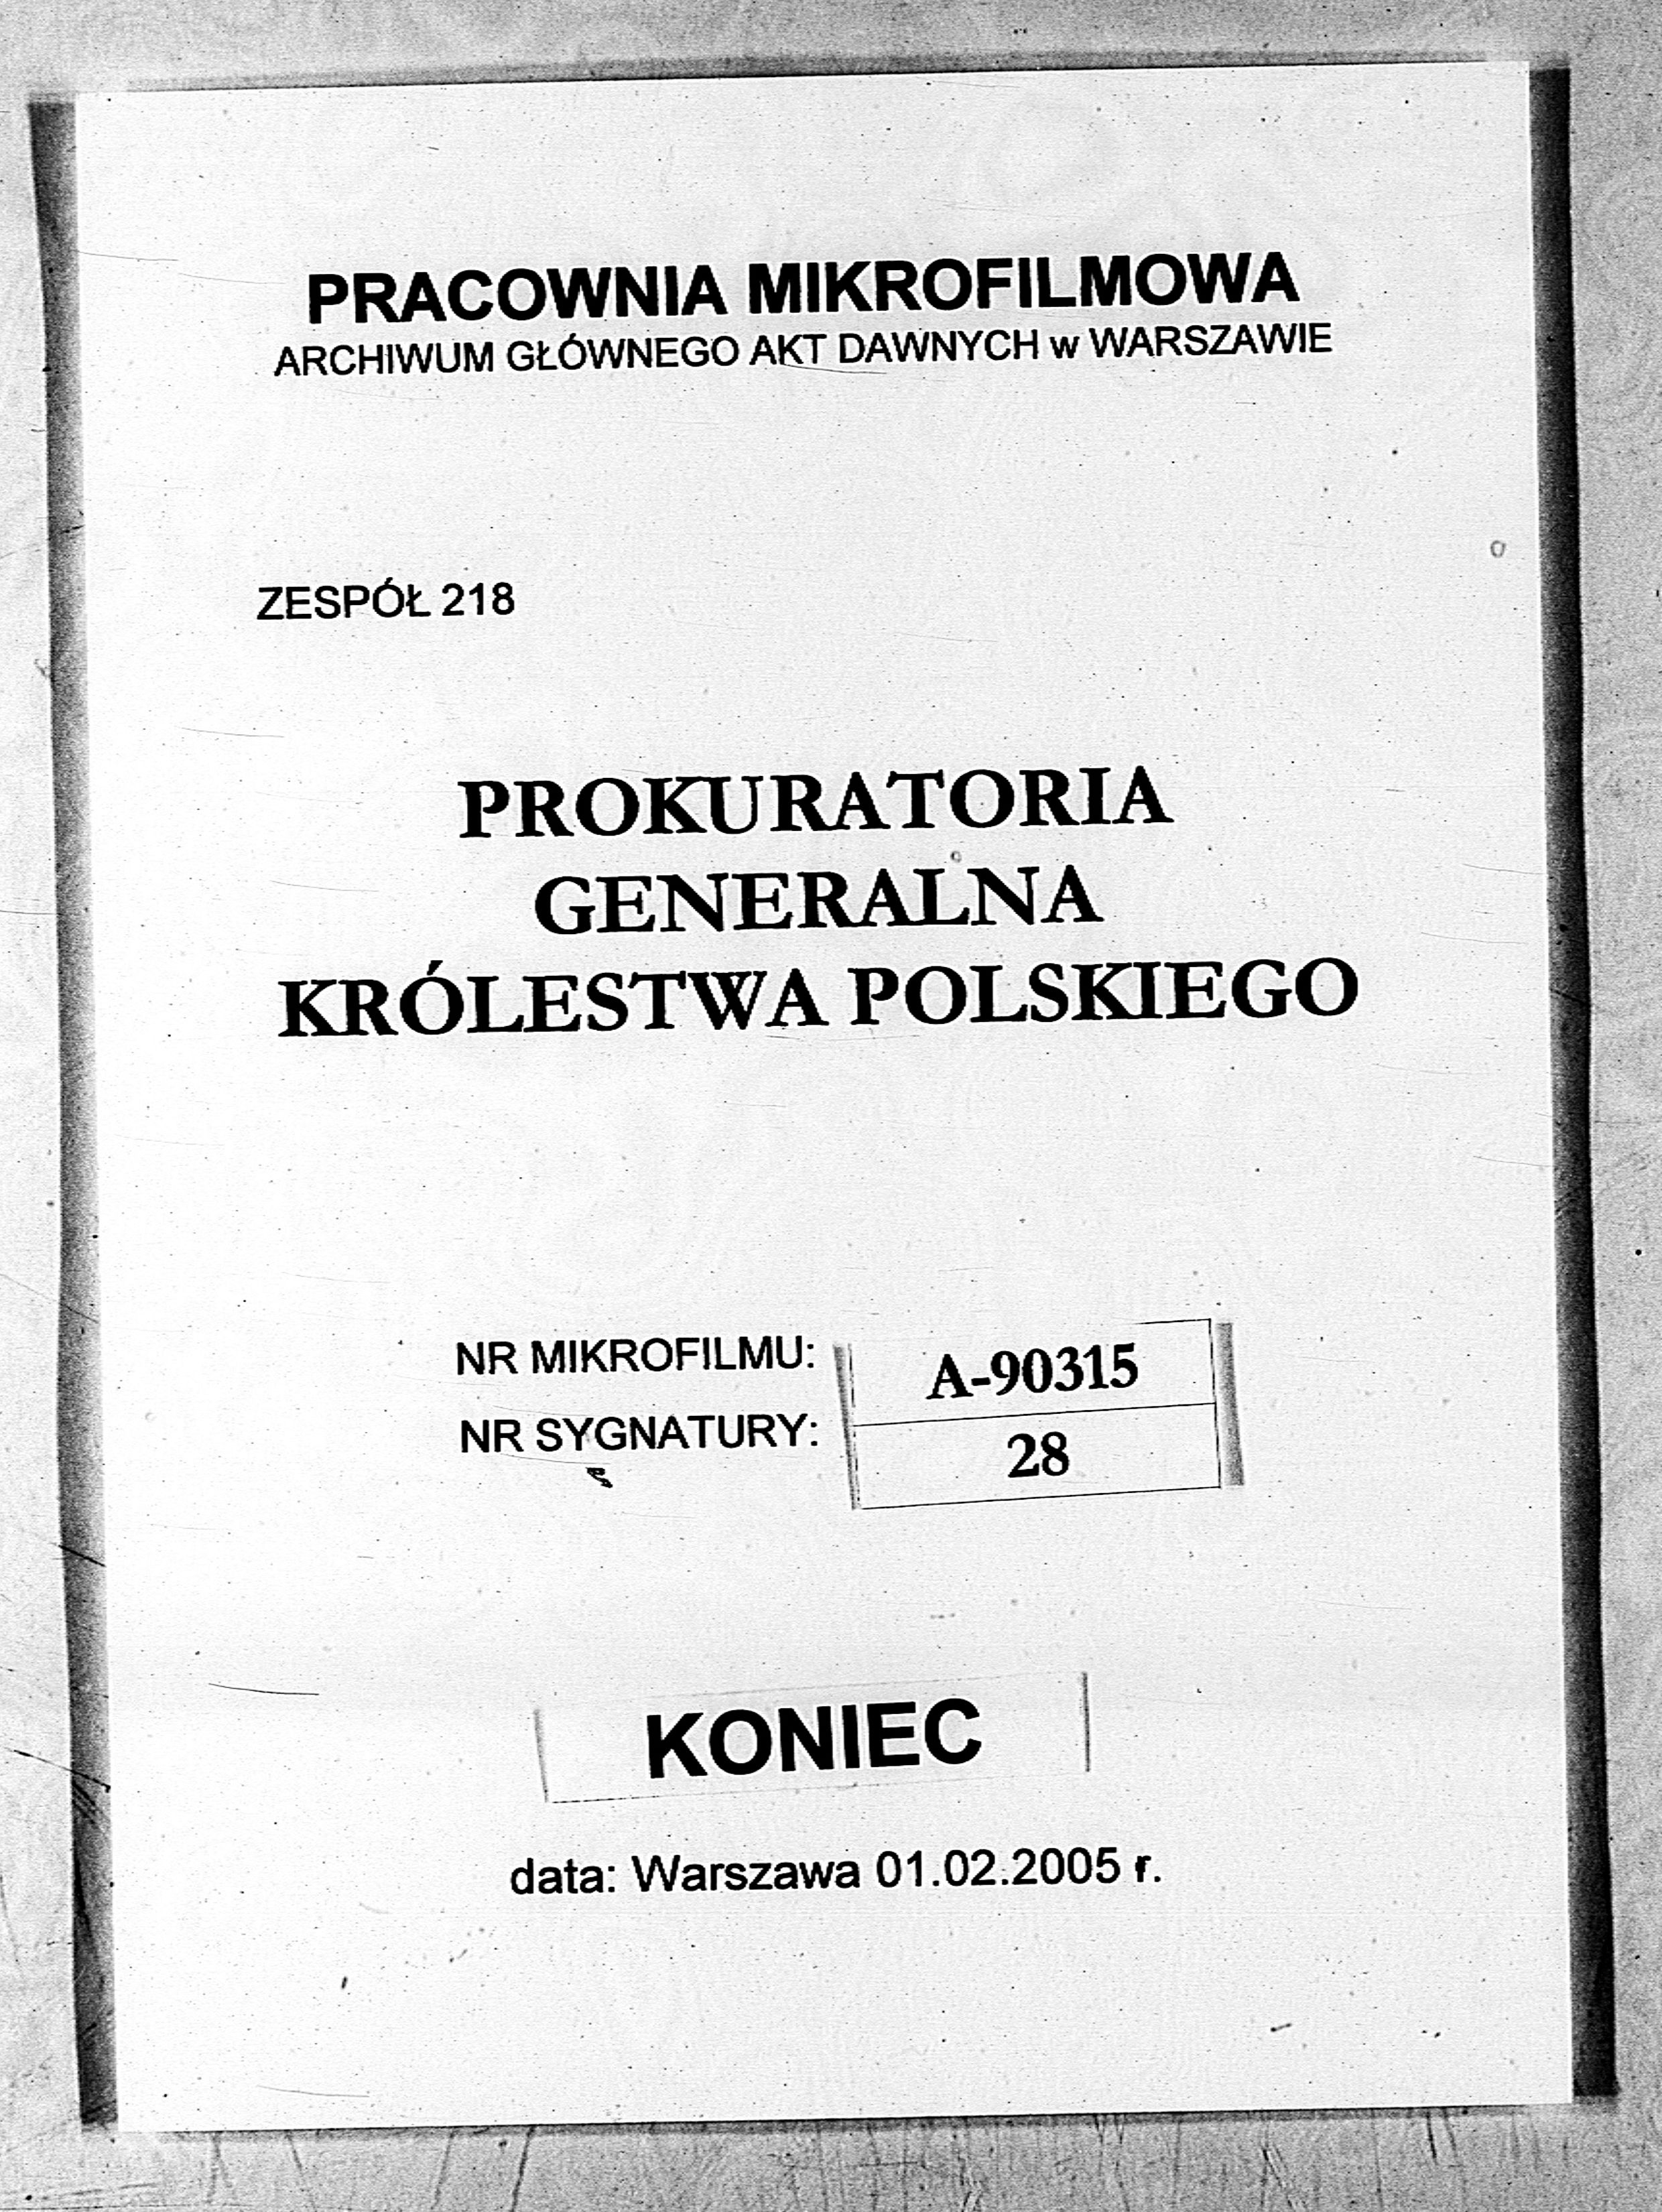 PRACOWNIA MIKROFILMOWA
ARCHIWUM GŁÓWNEGO AKT DAWNYCH w WARSZAWIE
ZESPÓŁ 218
PROKURATORIA
GENERALNA
KRÓLESTWA POLSKIEGO
NR MIKROFILMU: A-90315
NR SYGNATURY: 28
KONIEC
data: Warszawa 01.02.2005 r.